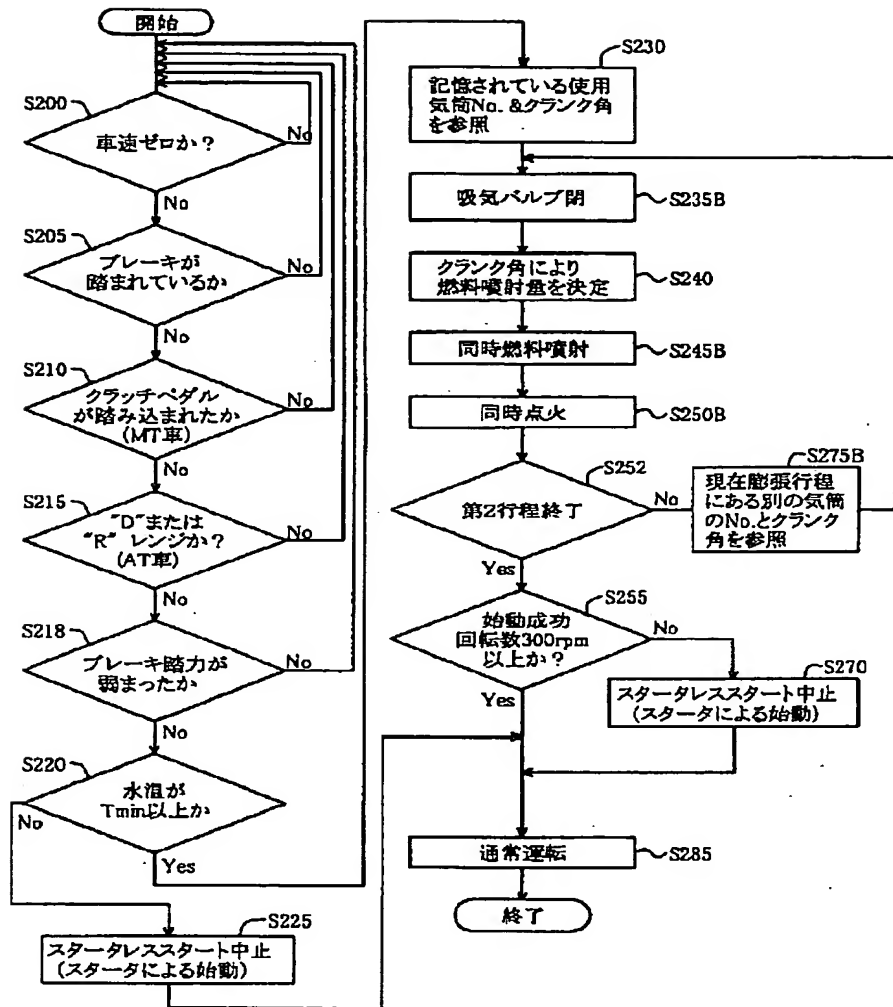 開始
S200
車速ゼロか？
No
No
S205
ブレーキが
踏まれているか
No
No
S210
クラッチペダル
が踏み込まれたか
(MT車)
No
No
S215
"D"または
"R" レンジか？
(AT車)
No
No
S218
ブレーキ踏力が
弱まったか
No
No
S220
水温が
Tmin以上か
No
Yes
S225
スタータレススタート中止
(スタータによる始動)
S230
記憶されている使用
気筒No.&クランク角
を参照
吸気バルブ閉
S235B
クランク角により
燃料噴射量を決定
S240
同時燃料噴射
S245B
同時点火
S250B
S252
第2行程終了
No
Yes
S275B
現在膨張行程
にある別の気筒
のNo.とクランク
角を参照
S255
始動成功
回転数300rpm
以上か？
No
Yes
S270
スタータレススタート中止
(スタータによる始動)
通常運転
S285
終了